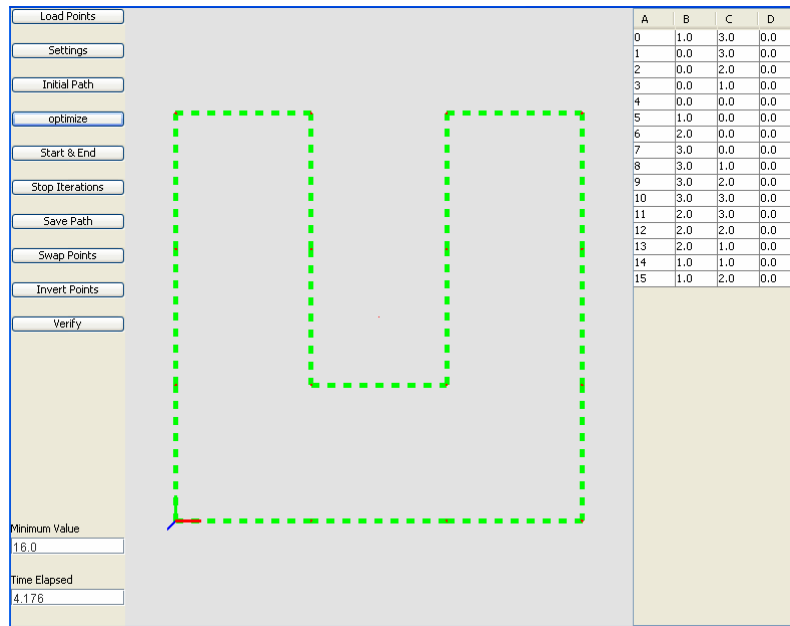 Load Points
Settings
Initial Path
optimize
Start & End
Stop Iterations
Save Path
Swap Points
Invert Points
Verify
Minimum Value
16.0
Time Elapsed
4.176
A B C D
0 1.0 3.0 0.0
1 0.0 3.0 0.0
2 0.0 2.0 0.0
3 0.0 1.0 0.0
4 0.0 0.0 0.0
5 1.0 0.0 0.0
6 2.0 0.0 0.0
7 3.0 0.0 0.0
8 3.0 1.0 0.0
9 3.0 2.0 0.0
10 3.0 3.0 0.0
11 2.0 3.0 0.0
12 2.0 2.0 0.0
13 2.0 1.0 0.0
14 1.0 1.0 0.0
15 1.0 2.0 0.0